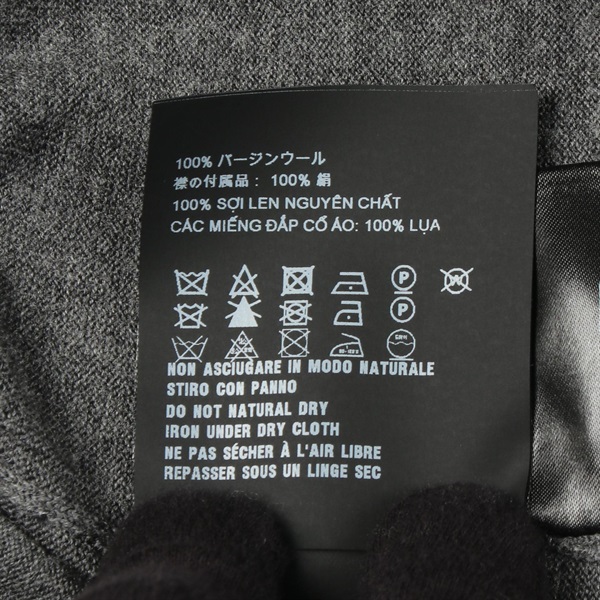 100% バージンウール
襟の付属品： 100% 絹
100% SỢI LEN NGUYÊN CHẤT
CÁC MIẾNG ĐẮP CỔ ÁO: 100% LỤA
P W
P
NON ASCIUGARE IN MODO NATURALE
STIRO CON PANNO
DO NOT NATURAL DRY
IRON UNDER DRY CLOTH
NE PAS SÉCHER À L'AIR LIBRE
REPASSER SOUS UN LINGE SEC